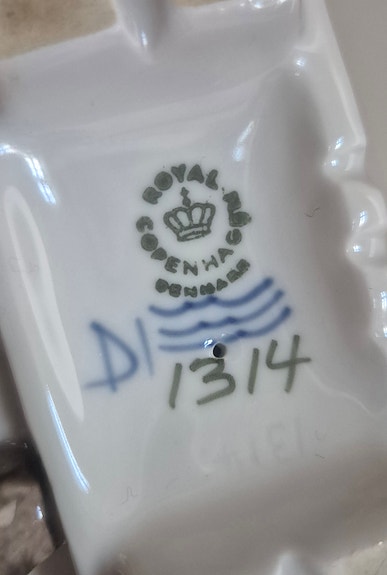 ROYAL
COPENHAGEN
DENMARK
DI
1314